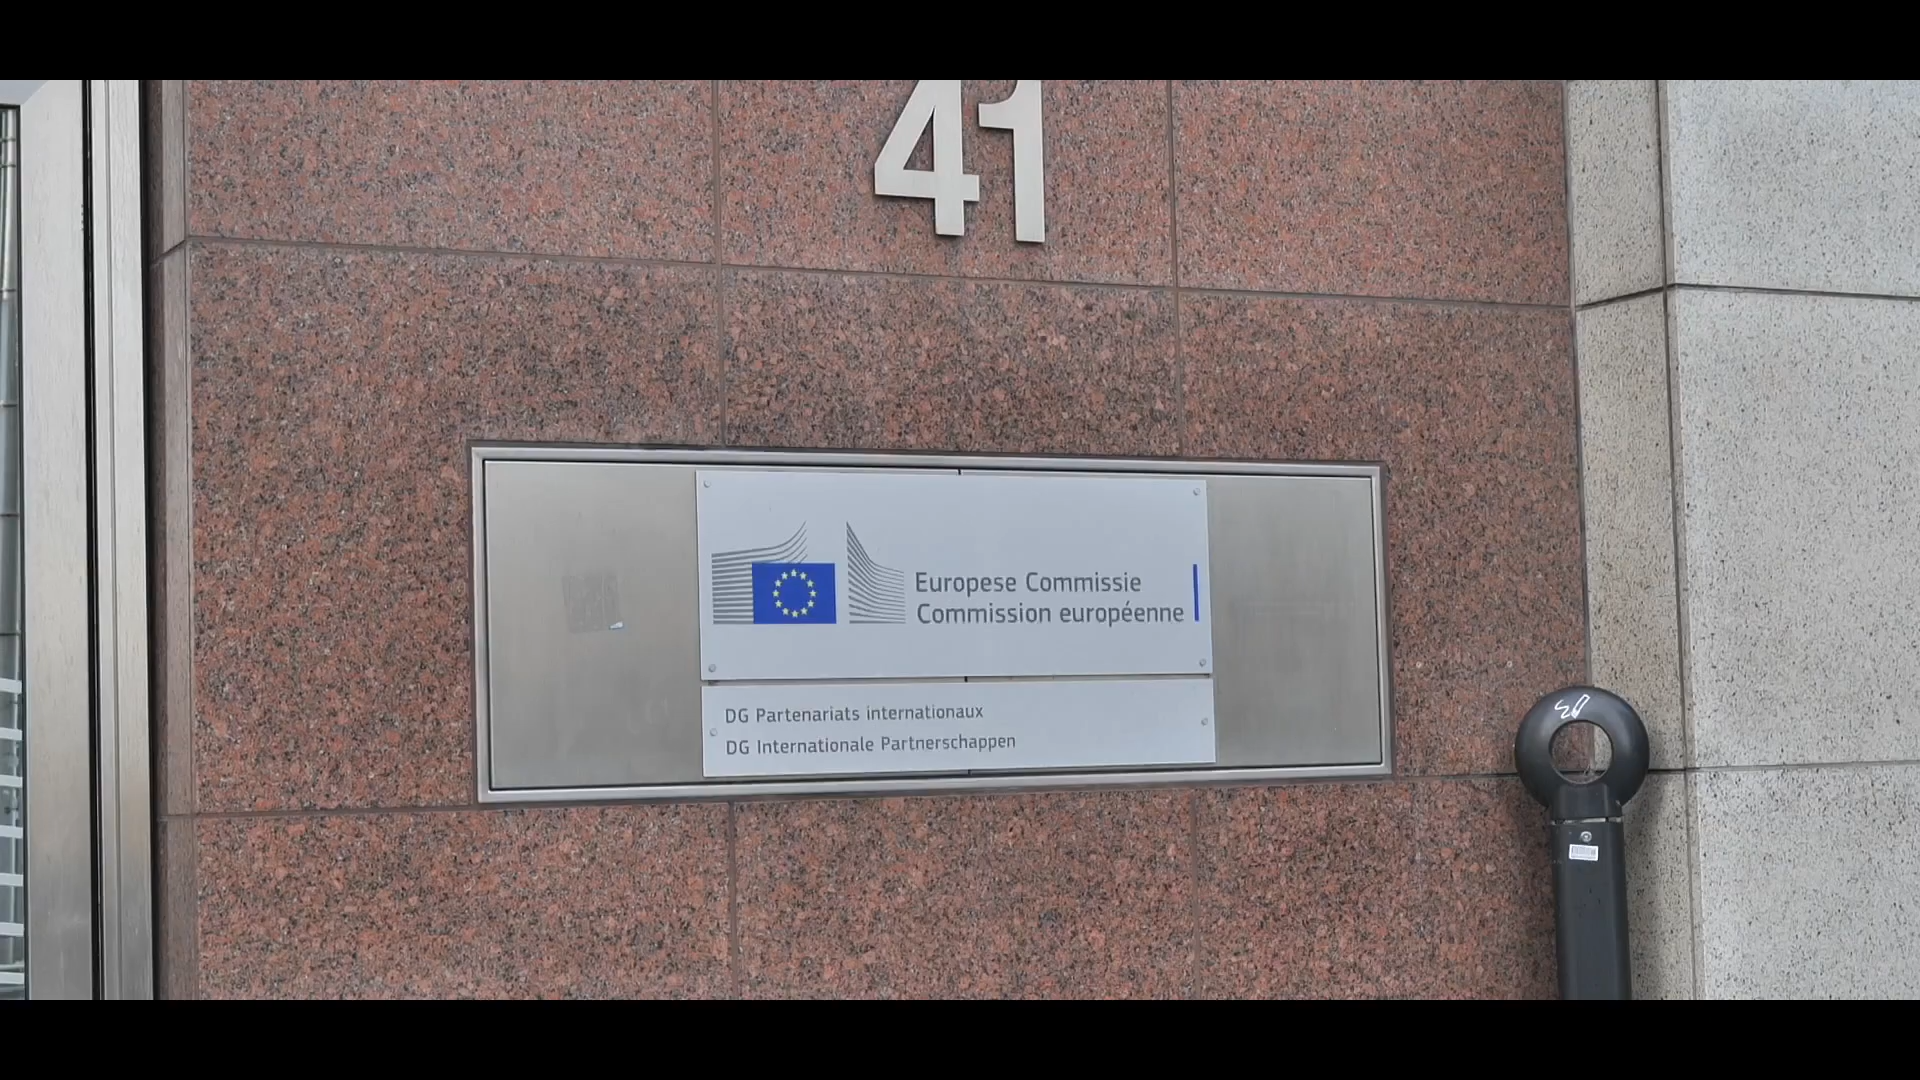 41
Europese Commissie
Commission européenne
DG Partenariats internationaux
DG Internationale Partnerschappen